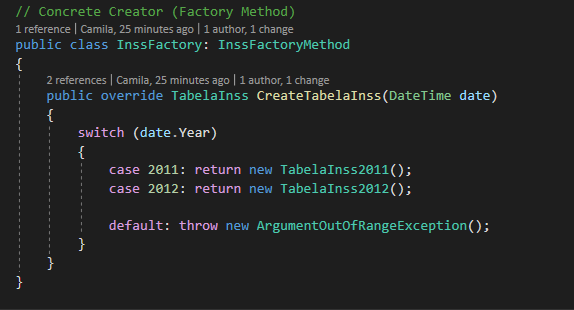 // Concrete Creator (Factory Method)
1 reference | Camila, 25 minutes ago | 1 author, 1 change
public class InssFactory: InssFactoryMethod
{
2 references | Camila, 25 minutes ago | 1 author, 1 change
public override TabelaInss CreateTabelaInss(DateTime date)
{
switch (date.Year)
{
case 2011: return new TabelaInss2011();
case 2012: return new TabelaInss2012();
default: throw new ArgumentOutOfRangeException();
}
}
}